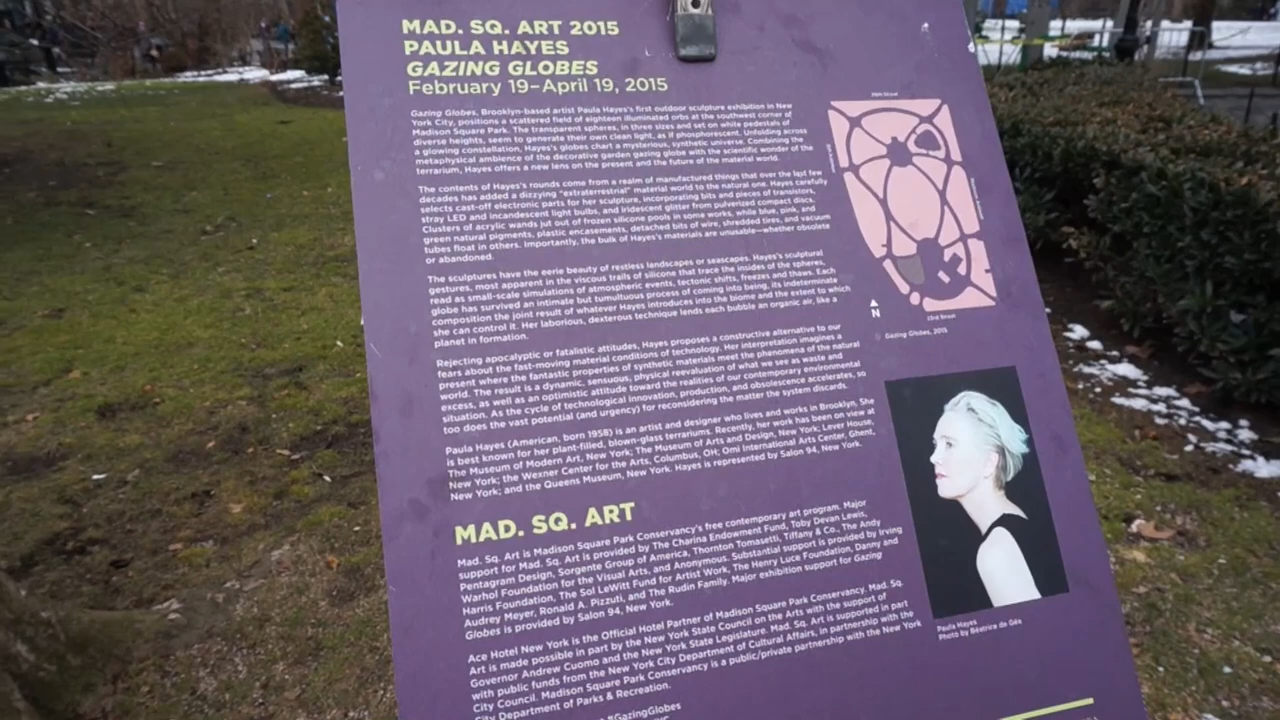 MAD. SQ. ART 2015
PAULA HAYES
GAZING GLOBES
February 19–April 19, 2015
Gazing Globes, Brooklyn-based artist Paula Hayes's first outdoor sculpture exhibition in New
York City, positions a scattered field of eighteen illuminated orbs at the southwest corner of
Madison Square Park. The transparent spheres, in three sizes and set on white pedestals of
diverse heights, seem to generate their own clean light, as if phosphorescent. Unfolding across
a glowing constellation, Hayes's globes chart a mysterious, synthetic universe. Combining the
metaphysical ambience of the decorative garden gazing globe with the scientific wonder of the
terrarium, Hayes offers a new lens on the present and the future of the material world.
The contents of Hayes's rounds come from a realm of manufactured things that over the last few
decades has added a dizzying "extraterrestrial" material world to the natural one. Hayes carefully
selects cast-off electronic parts for her sculpture, incorporating bits and pieces of transistors,
stray LED and incandescent light bulbs, and iridescent glitter from pulverized compact discs.
Clusters of acrylic wands jut out of frozen silicone pools in some works, while blue, pink, and
green natural pigments, plastic encasements, detached bits of wire, shredded tires, and vacuum
tubes float in others. Importantly, the bulk of Hayes's materials are unusable—whether obsolete
or abandoned.
The sculptures have the eerie beauty of restless landscapes or seascapes. Hayes's sculptural
gestures, most apparent in the viscous trails of silicone that trace the insides of the spheres,
read as small-scale simulations of atmospheric events, tectonic shifts, freezes and thaws. Each
globe has survived an intimate but tumultuous process of coming into being, its indeterminate
composition the joint result of whatever Hayes introduces into the biome and the extent to which
she can control it. Her laborious, dexterous technique lends each bubble an organic air, like a
planet in formation.
Rejecting apocalyptic or fatalistic attitudes, Hayes proposes a constructive alternative to our
fears about the fast-moving material conditions of technology. Her interpretation imagines a
present where the fantastic properties of synthetic materials meet the phenomena of the natural
world. The result is a dynamic, sensuous, physical reevaluation of what we see as waste and
excess, as well as an optimistic attitude toward the realities of our contemporary environmental
situation. As the cycle of technological innovation, production, and obsolescence accelerates, so
too does the vast potential (and urgency) for reconsidering the matter the system discards.
Paula Hayes (American, born 1958) is an artist and designer who lives and works in Brooklyn. She
is best known for her plant-filled, blown-glass terrariums. Recently, her work has been on view at
The Museum of Modern Art, New York; The Museum of Arts and Design, New York; Lever House,
New York; the Wexner Center for the Arts, Columbus, OH; Omi International Arts Center, Ghent,
New York; and the Queens Museum, New York. Hayes is represented by Salon 94, New York.
MAD. SQ. ART
Mad. Sq. Art is Madison Square Park Conservancy's free contemporary art program. Major
support for Mad. Sq. Art is provided by The Charina Endowment Fund, Toby Devan Lewis,
Pentagram Design, Sorgente Group of America, Thornton Tomasetti, Tiffany & Co., The Andy
Warhol Foundation for the Visual Arts, and Anonymous. Substantial support is provided by Irving
Harris Foundation, The Sol LeWitt Fund for Artist Work, The Henry Luce Foundation, Danny and
Audrey Meyer, Ronald A. Pizzuti, and The Rudin Family. Major exhibition support for Gazing
Globes is provided by Salon 94, New York.
Ace Hotel New York is the Official Hotel Partner of Madison Square Park Conservancy. Mad. Sq.
Art is made possible in part by the New York State Council on the Arts with the support of
Governor Andrew Cuomo and the New York State Legislature. Mad. Sq. Art is supported in part
with public funds from the New York City Department of Cultural Affairs, in partnership with the
City Council. Madison Square Park Conservancy is a public/private partnership with the New York
City Department of Parks & Recreation.
#GazingGlobes
26th Street
Madison Avenue
N
23rd Street
Gazing Globes, 2015
Paula Hayes
Photo by Béatrice de Géa